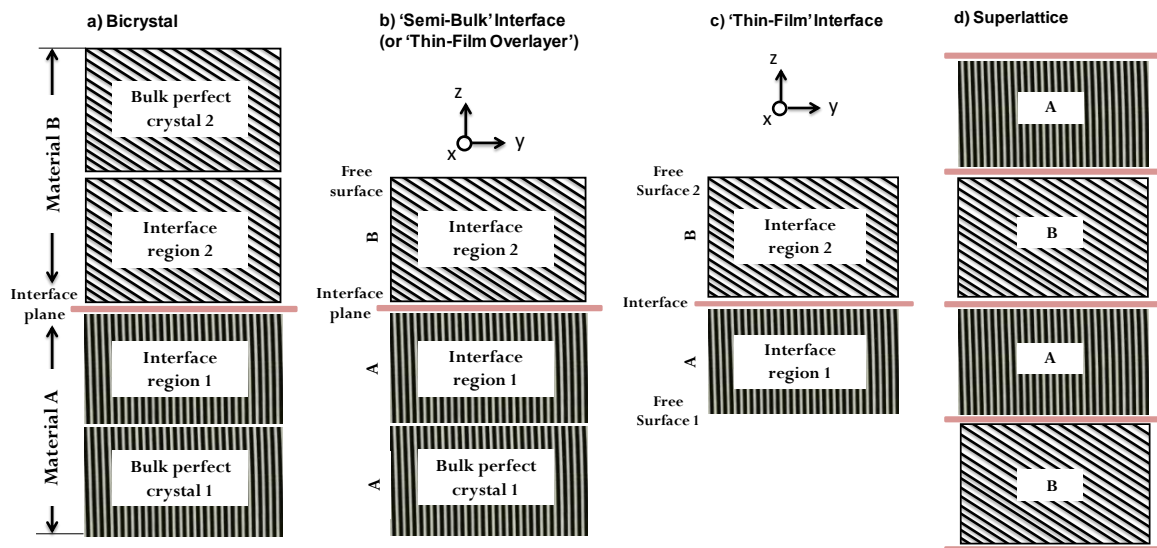 a) Bicrystal
Material B
Bulk perfect
crystal 2
Interface
region 2
Interface
plane
Material A
Interface
region 1
Bulk perfect
crystal 1
b) ‘Semi-Bulk’ Interface
(or ‘Thin-Film Overlayer’)
z
x
y
Free
surface
B
Interface
region 2
Interface
plane
A
Interface
region 1
A
Bulk perfect
crystal 1
c) ‘Thin-Film’ Interface
z
x
y
Free
Surface 2
B
Interface
region 2
Interface
A
Interface
region 1
Free
Surface 1
d) Superlattice
A
B
A
B